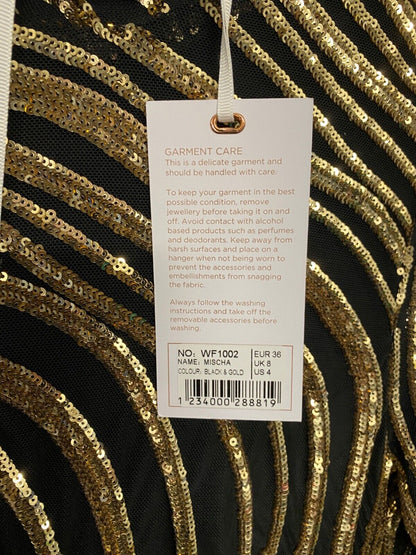 GARMENT CARE
This is a delicate garment and
should be handled with care.
To keep your garment in the best
possible condition, remove
jewellery before taking it on and
off. Avoid contact with alcohol
based products such as perfumes
and deodorants. Keep away from
harsh surfaces and place on a
hanger when not being worn to
prevent the accessories and
embellishments from snagging
the fabric.
Always follow the washing
instructions and take off the
removable accessories before
washing.
NO: WF1002
NAME: MISCHA
COLOUR: BLACK & GOLD
EUR 36
UK 8
US 4
1 234000 288819